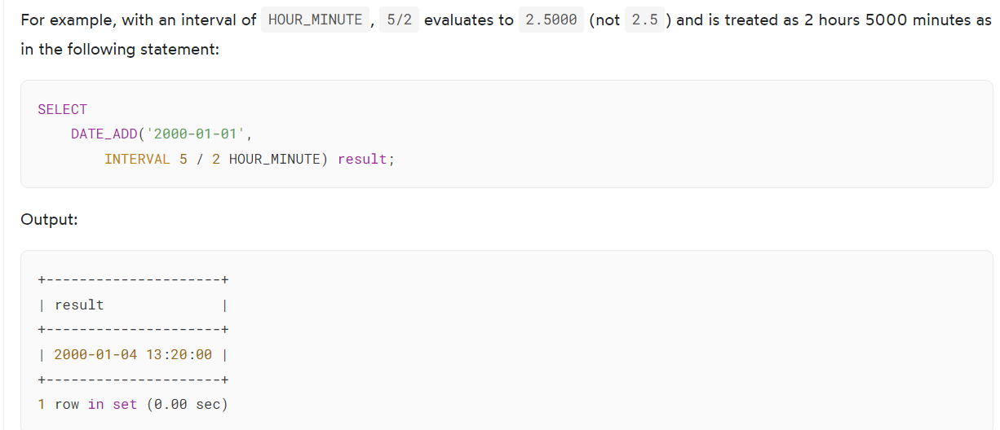 For example, with an interval of HOUR_MINUTE , 5/2 evaluates to 2.5000 (not 2.5 ) and is treated as 2 hours 5000 minutes as
in the following statement:
SELECT
    DATE_ADD('2000-01-01',
        INTERVAL 5 / 2 HOUR_MINUTE) result;
Output:
+---------------------+
| result              |
+---------------------+
| 2000-01-04 13:20:00 |
+---------------------+
1 row in set (0.00 sec)